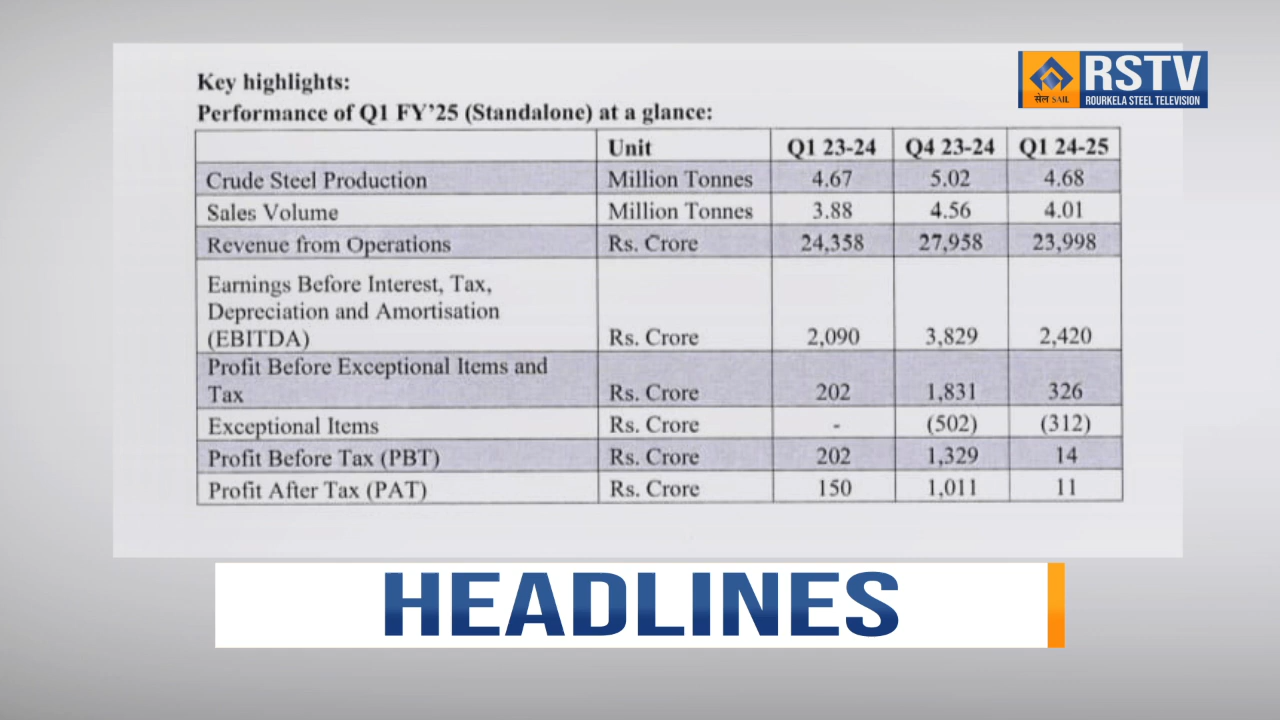 RSTV
सेल SAIL
ROURKELA STEEL TELEVISION
Key highlights:
Performance of Q1 FY’25 (Standalone) at a glance:
Unit Q1 23-24 Q4 23-24 Q1 24-25
Crude Steel Production Million Tonnes 4.67 5.02 4.68
Sales Volume Million Tonnes 3.88 4.56 4.01
Revenue from Operations Rs. Crore 24,358 27,958 23,998
Earnings Before Interest, Tax,
Depreciation and Amortisation
(EBITDA) Rs. Crore 2,090 3,829 2,420
Profit Before Exceptional Items and
Tax Rs. Crore 202 1,831 326
Exceptional Items Rs. Crore - (502) (312)
Profit Before Tax (PBT) Rs. Crore 202 1,329 14
Profit After Tax (PAT) Rs. Crore 150 1,011 11
HEADLINES